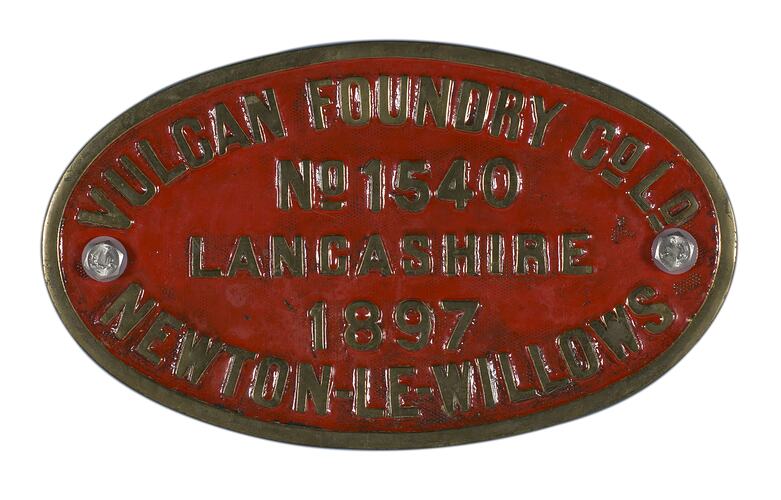 VULCAN FOUNDRY Co Ld
No 1540
LANCASHIRE
1897
NEWTON-LE-WILLOWS